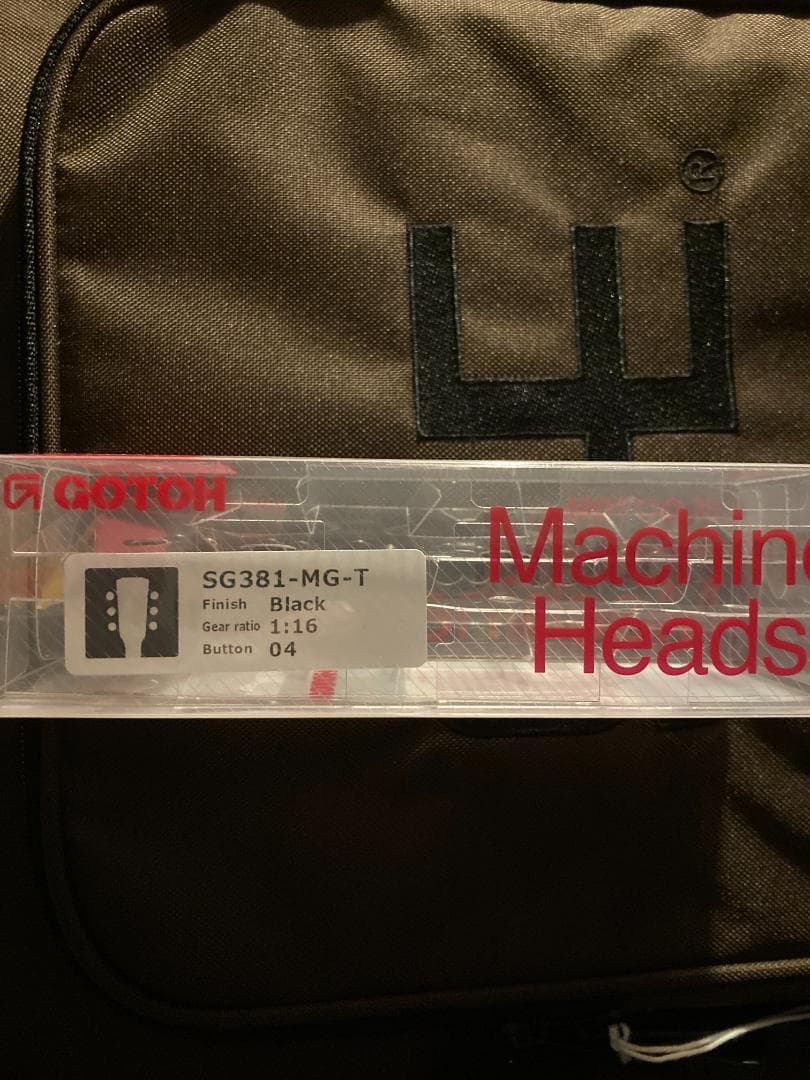 ®
GOTOH
Machine
Heads
SG381-MG-T
Finish Black
Gear ratio 1:16
Button 04